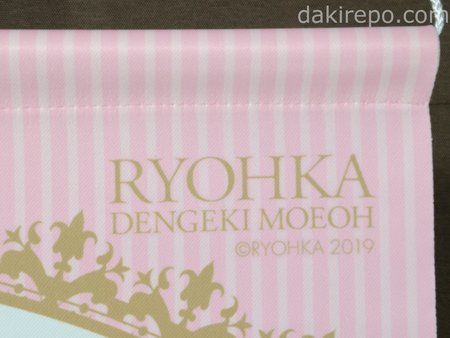 dakirepo.com
RYOHKA
DENGEKI MOEOH
©RYOHKA 2019